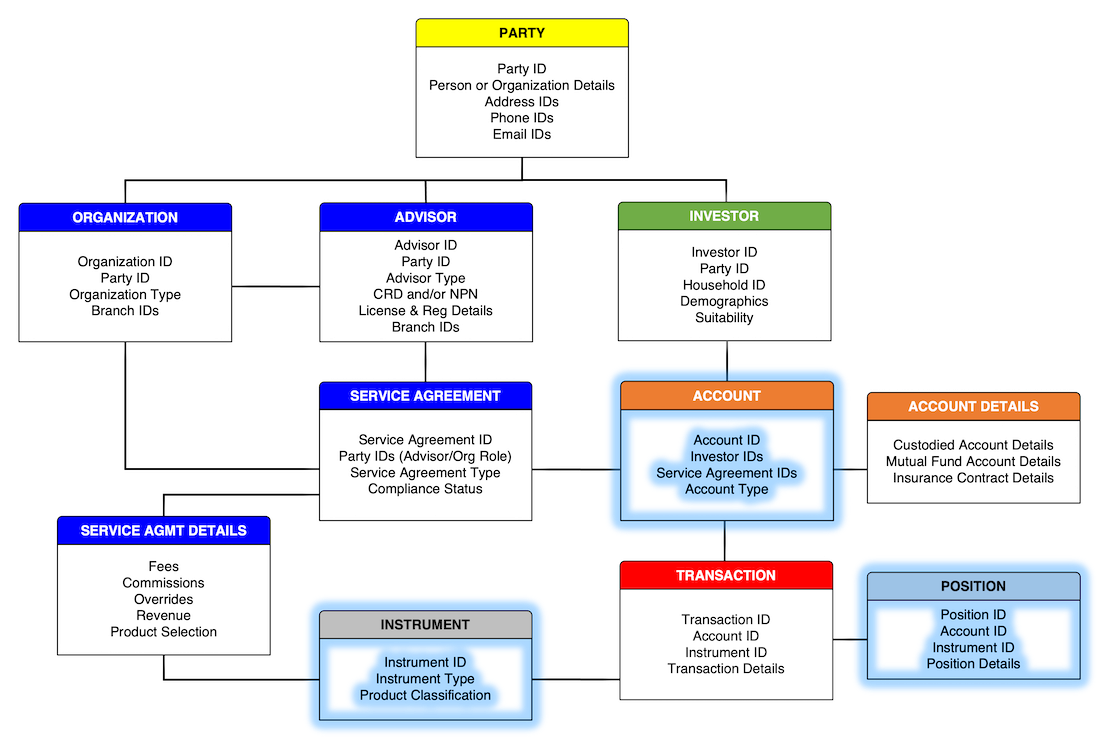 PARTY
Party ID
Person or Organization Details
Address IDs
Phone IDs
Email IDs
ORGANIZATION
Organization ID
Party ID
Organization Type
Branch IDs
ADVISOR
Advisor ID
Party ID
Advisor Type
CRD and/or NPN
License & Reg Details
Branch IDs
INVESTOR
Investor ID
Party ID
Household ID
Demographics
Suitability
SERVICE AGREEMENT
Service Agreement ID
Party IDs (Advisor/Org Role)
Service Agreement Type
Compliance Status
ACCOUNT
Account ID
Investor IDs
Service Agreement IDs
Account Type
ACCOUNT DETAILS
Custodied Account Details
Mutual Fund Account Details
Insurance Contract Details
SERVICE AGMT DETAILS
Fees
Commissions
Overrides
Revenue
Product Selection
INSTRUMENT
Instrument ID
Instrument Type
Product Classification
TRANSACTION
Transaction ID
Account ID
Instrument ID
Transaction Details
POSITION
Position ID
Account ID
Instrument ID
Position Details